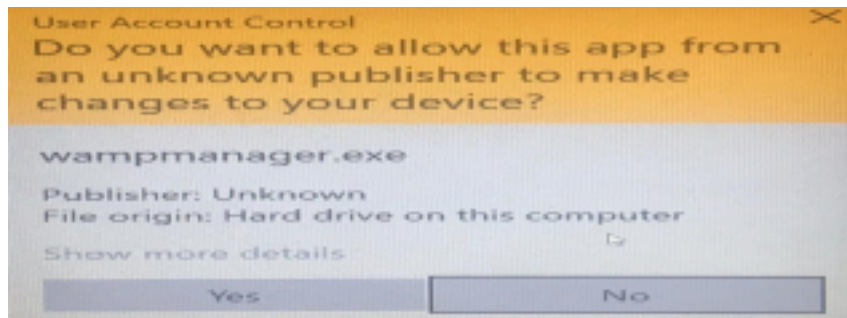 User Account Control
Do you want to allow this app from
an unknown publisher to make
changes to your device?
wampmanager.exe
Publisher: Unknown
File origin: Hard drive on this computer
Show more details
Yes
No